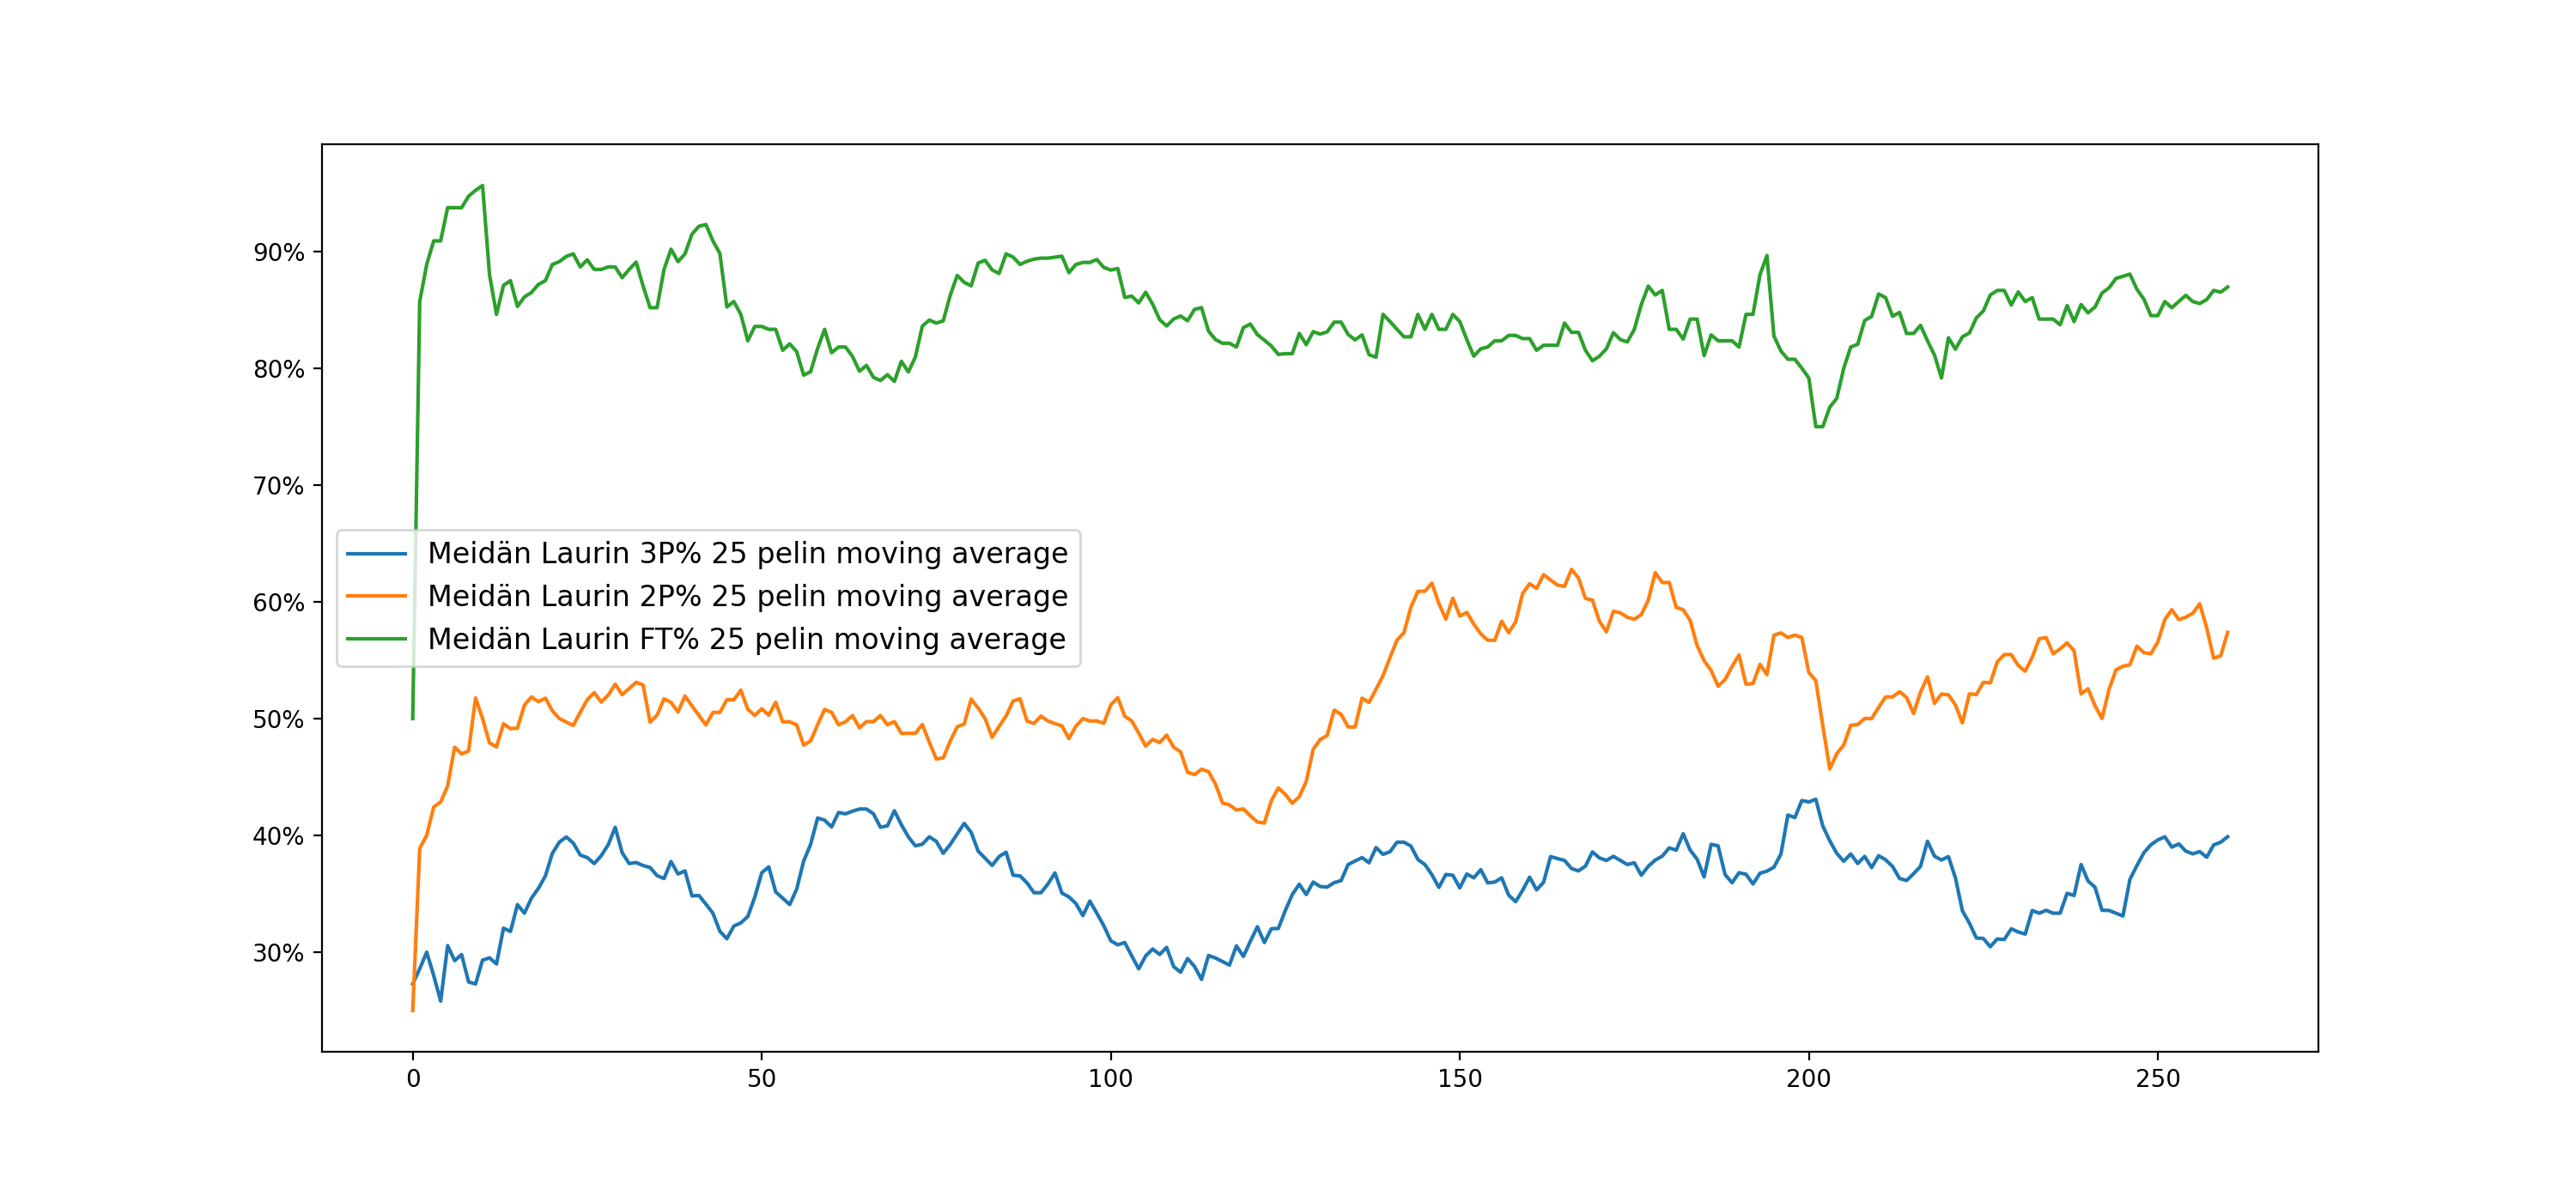 90%
80%
70%
60%
50%
40%
30%
Meidän Laurin 3P% 25 pelin moving average
Meidän Laurin 2P% 25 pelin moving average
Meidän Laurin FT% 25 pelin moving average
0 50 100 150 200 250